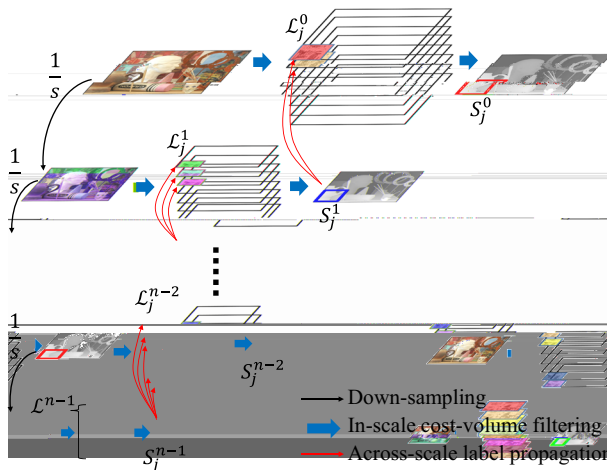 ℒ_j^0
1/s
S_j^0
ℒ_j^1
1/s
S_j^1
ℒ_j^{n-2}
1/s
S_j^{n-2}
Down-sampling
ℒ^{n-1}
In-scale cost-volume filtering
S_j^{n-1}
Across-scale label propagation